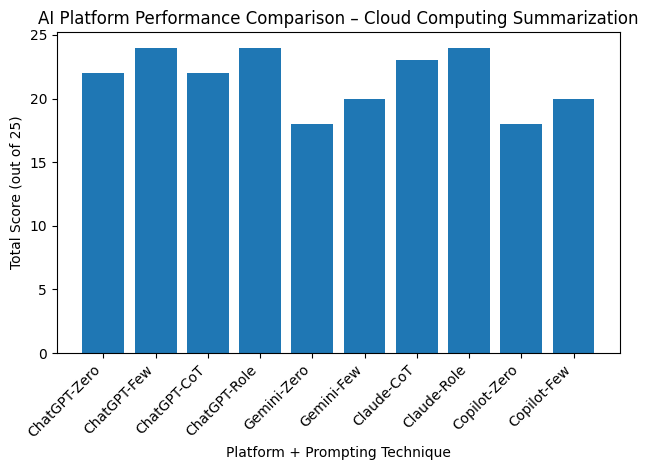 AI Platform Performance Comparison – Cloud Computing Summarization
Total Score (out of 25)
25
20
15
10
5
0
ChatGPT-Zero
ChatGPT-Few
ChatGPT-CoT
ChatGPT-Role
Gemini-Zero
Gemini-Few
Claude-CoT
Claude-Role
Copilot-Zero
Copilot-Few
Platform + Prompting Technique